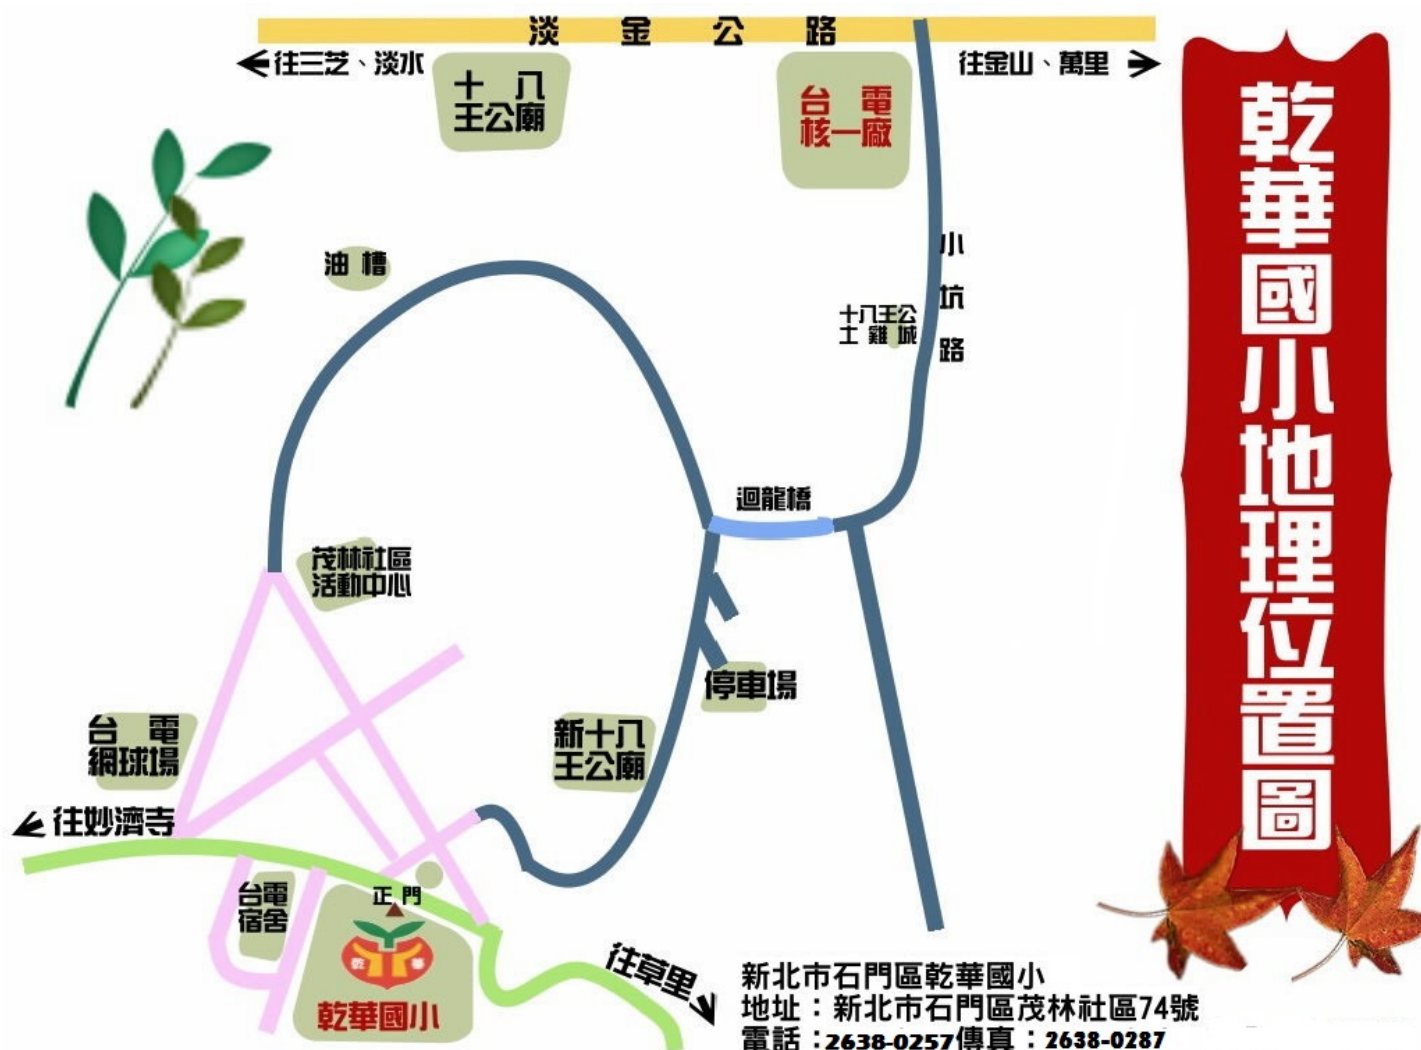 淡金公路
往三芝、淡水
十八
王公廟
台電
核一廠
往金山、萬里
乾華國小地理位置圖
小坑路
油槽
十八王公
土雞城
迴龍橋
茂林社區
活動中心
停車場
台電
網球場
新十八
王公廟
往妙濟寺
台電
宿舍
正門
乾華
乾華國小
往草里
新北市石門區乾華國小
地址：新北市石門區茂林社區74號
電話：2638-0257傳真：2638-0287